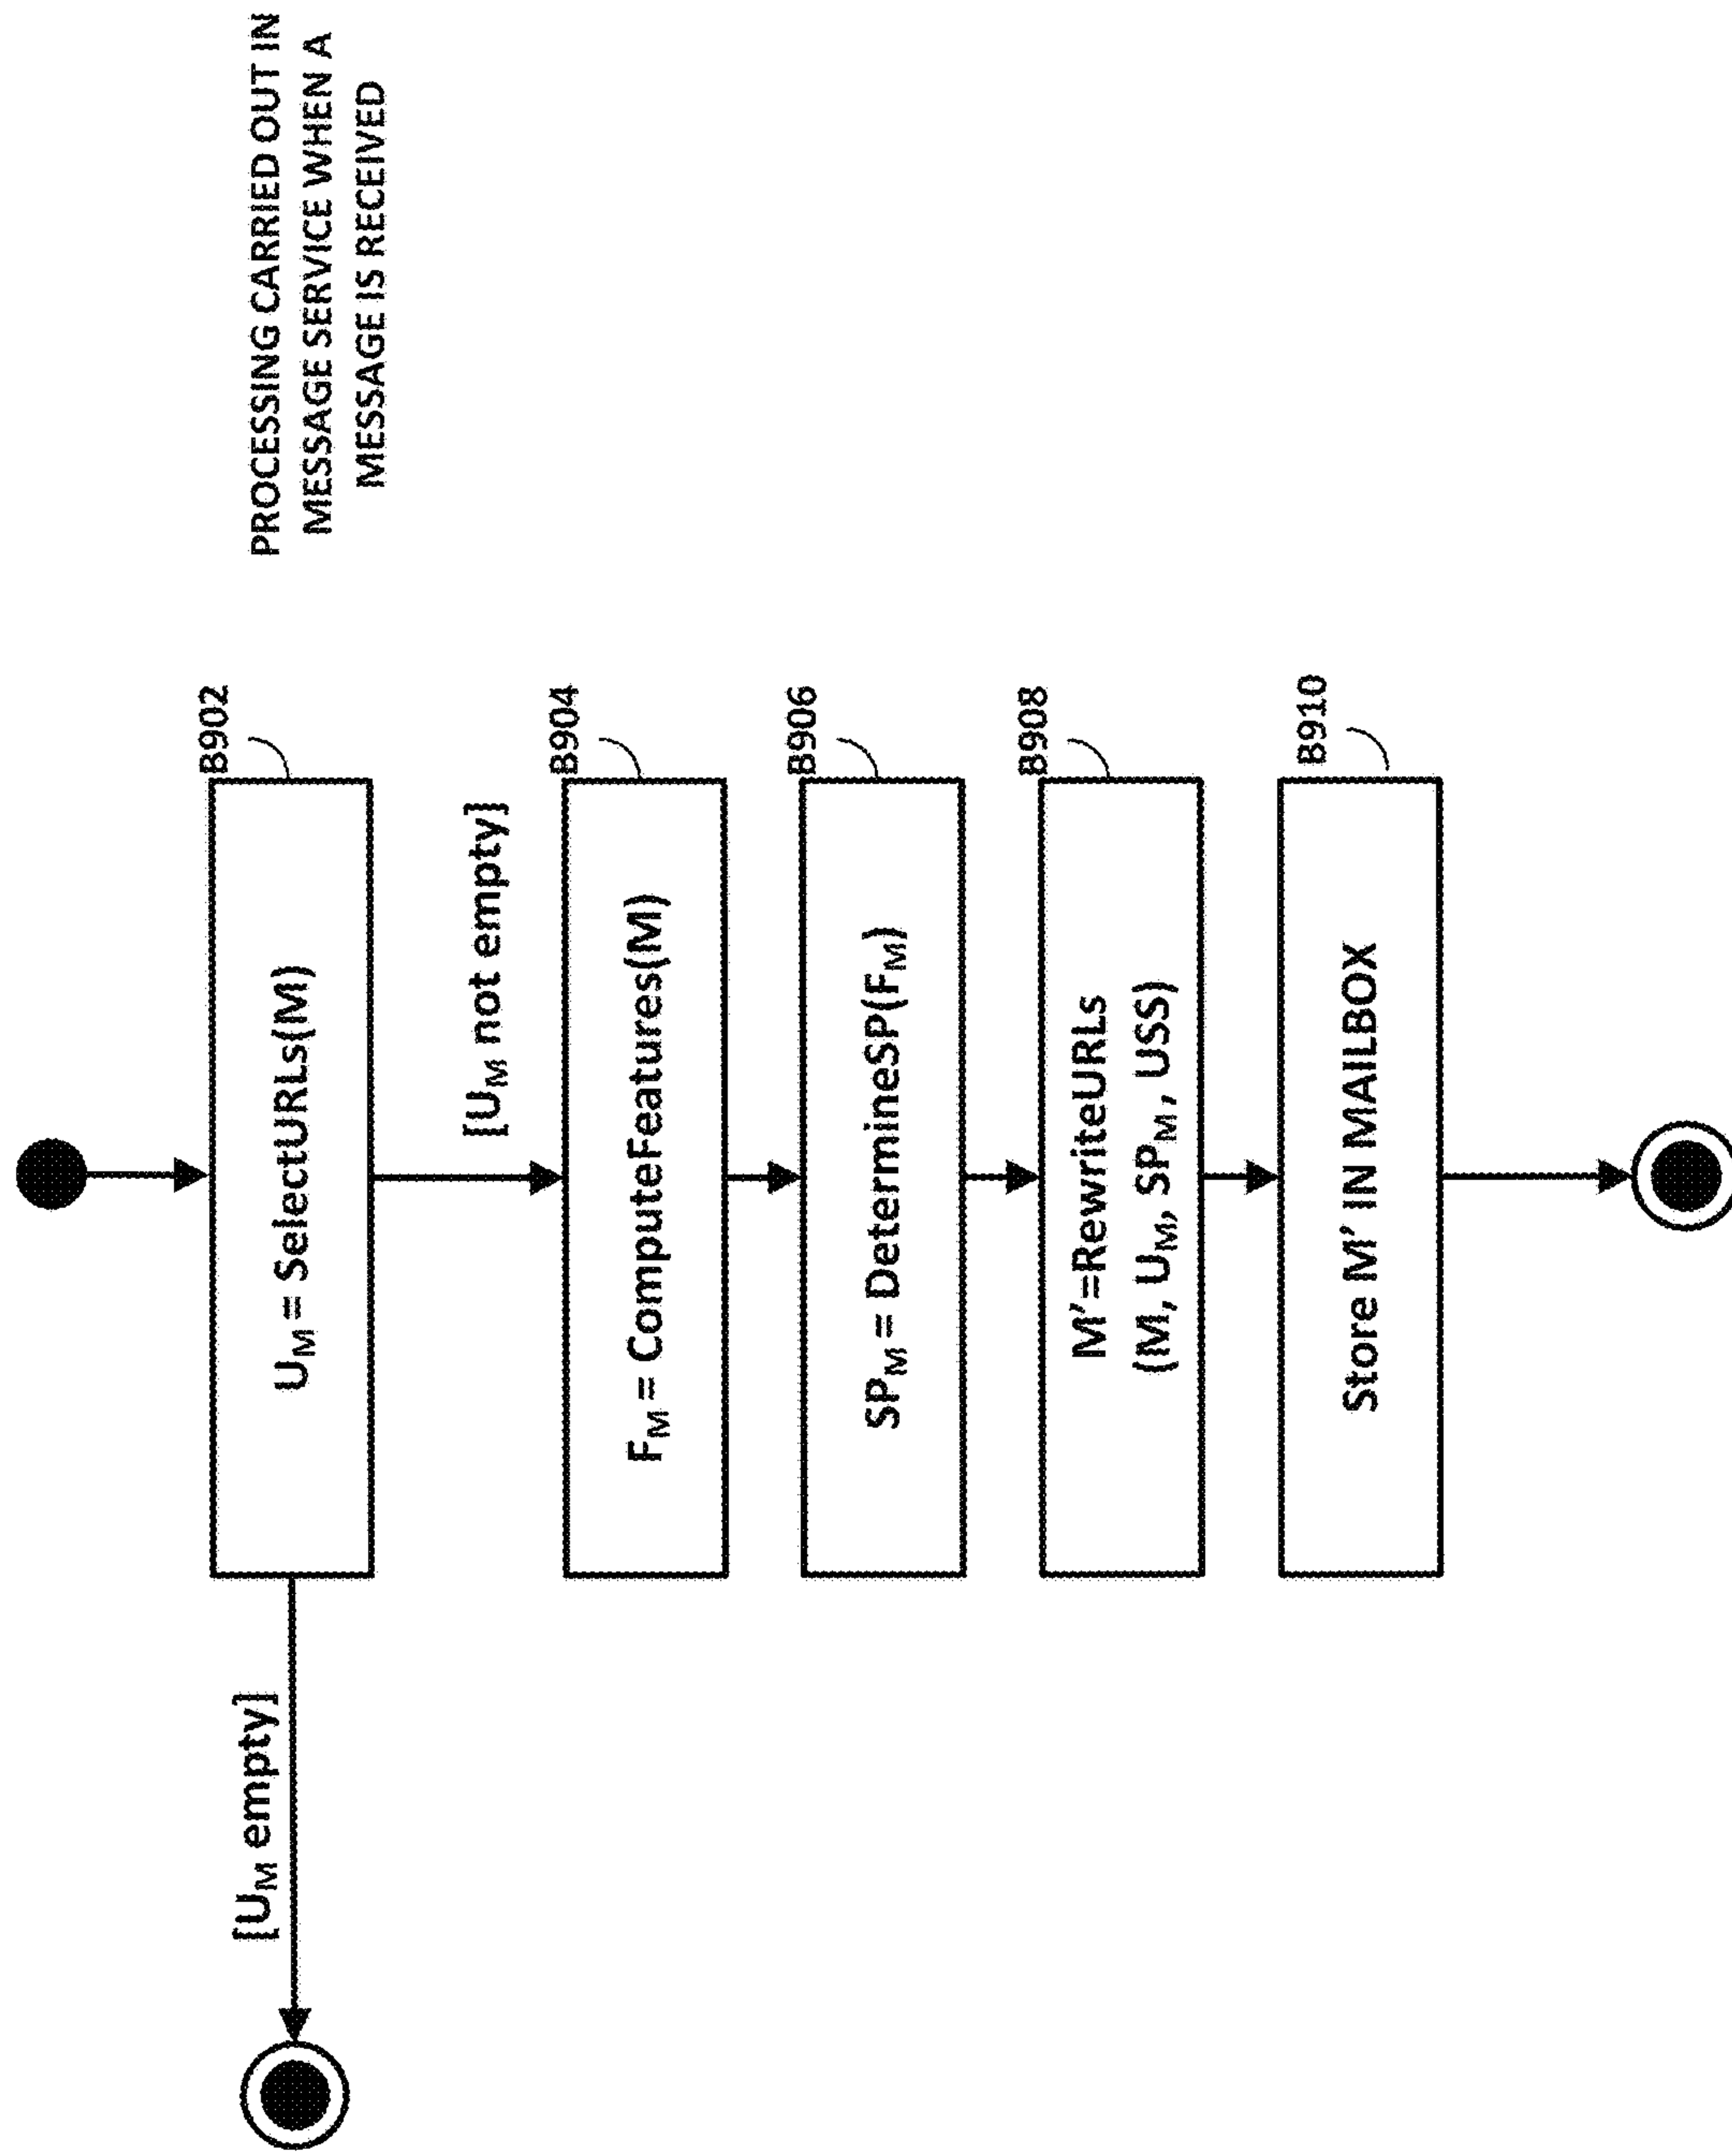 PROCESSING CARRIED OUT IN
MESSAGE SERVICE WHEN A
MESSAGE IS RECEIVED
B902
U_M = SelectURLs(M)
[U_M empty]
[U_M not empty]
B904
F_M = ComputeFeatures(M)
B906
SP_M = DetermineSP(F_M)
B908
M'=RewriteURLs
(M, U_M, SP_M, USS)
B910
Store M' IN MAILBOX